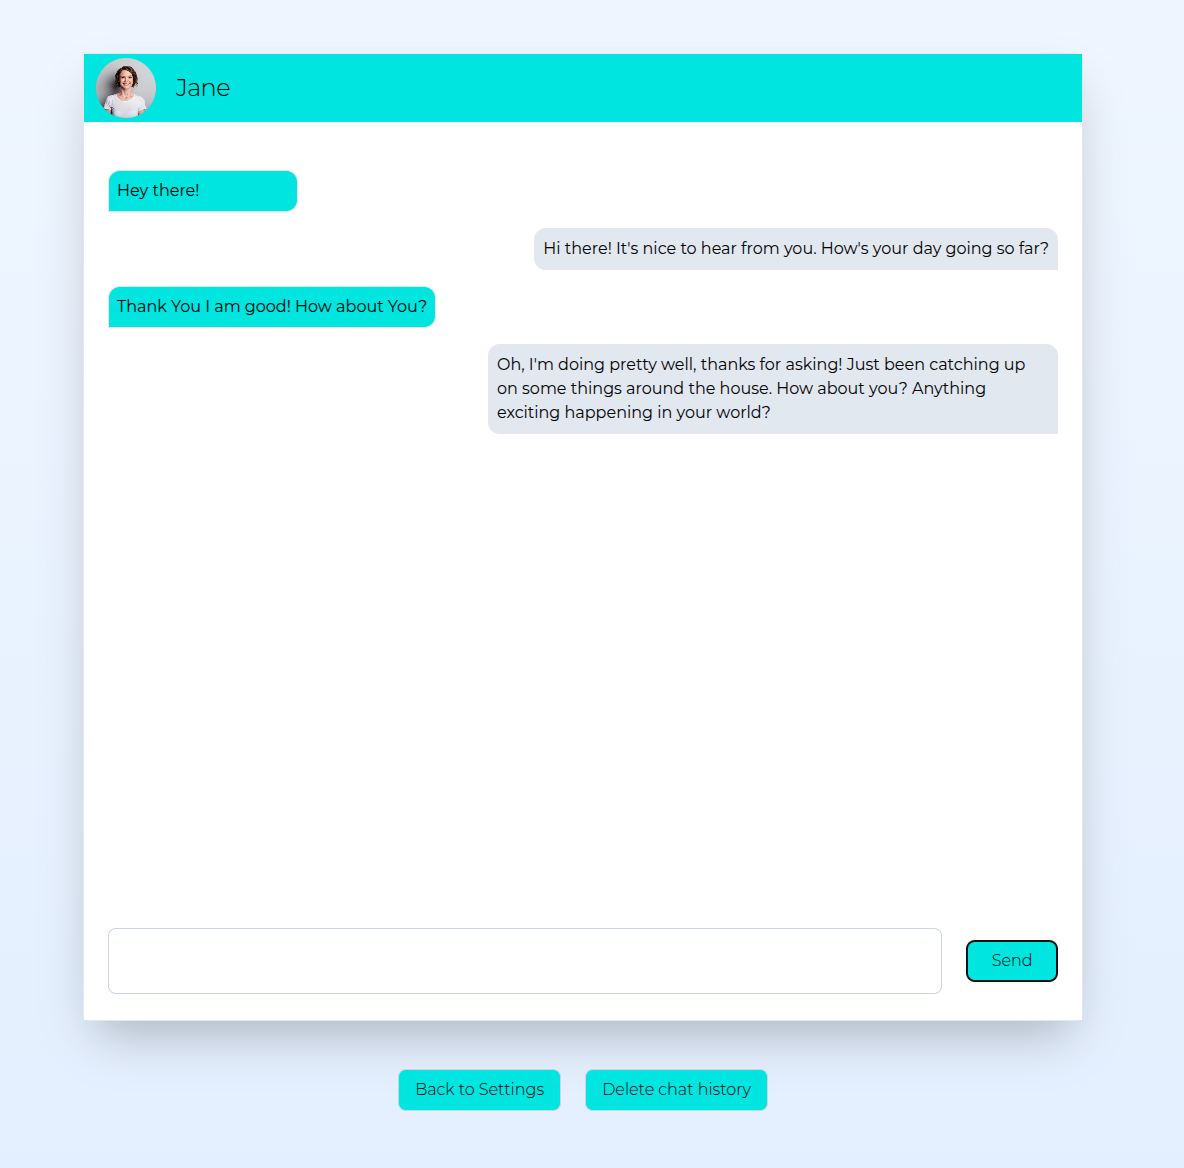 Jane
Hey there!
Hi there! It's nice to hear from you. How's your day going so far?
Thank You I am good! How about You?
Oh, I'm doing pretty well, thanks for asking! Just been catching up
on some things around the house. How about you? Anything
exciting happening in your world?
Send
Back to Settings
Delete chat history